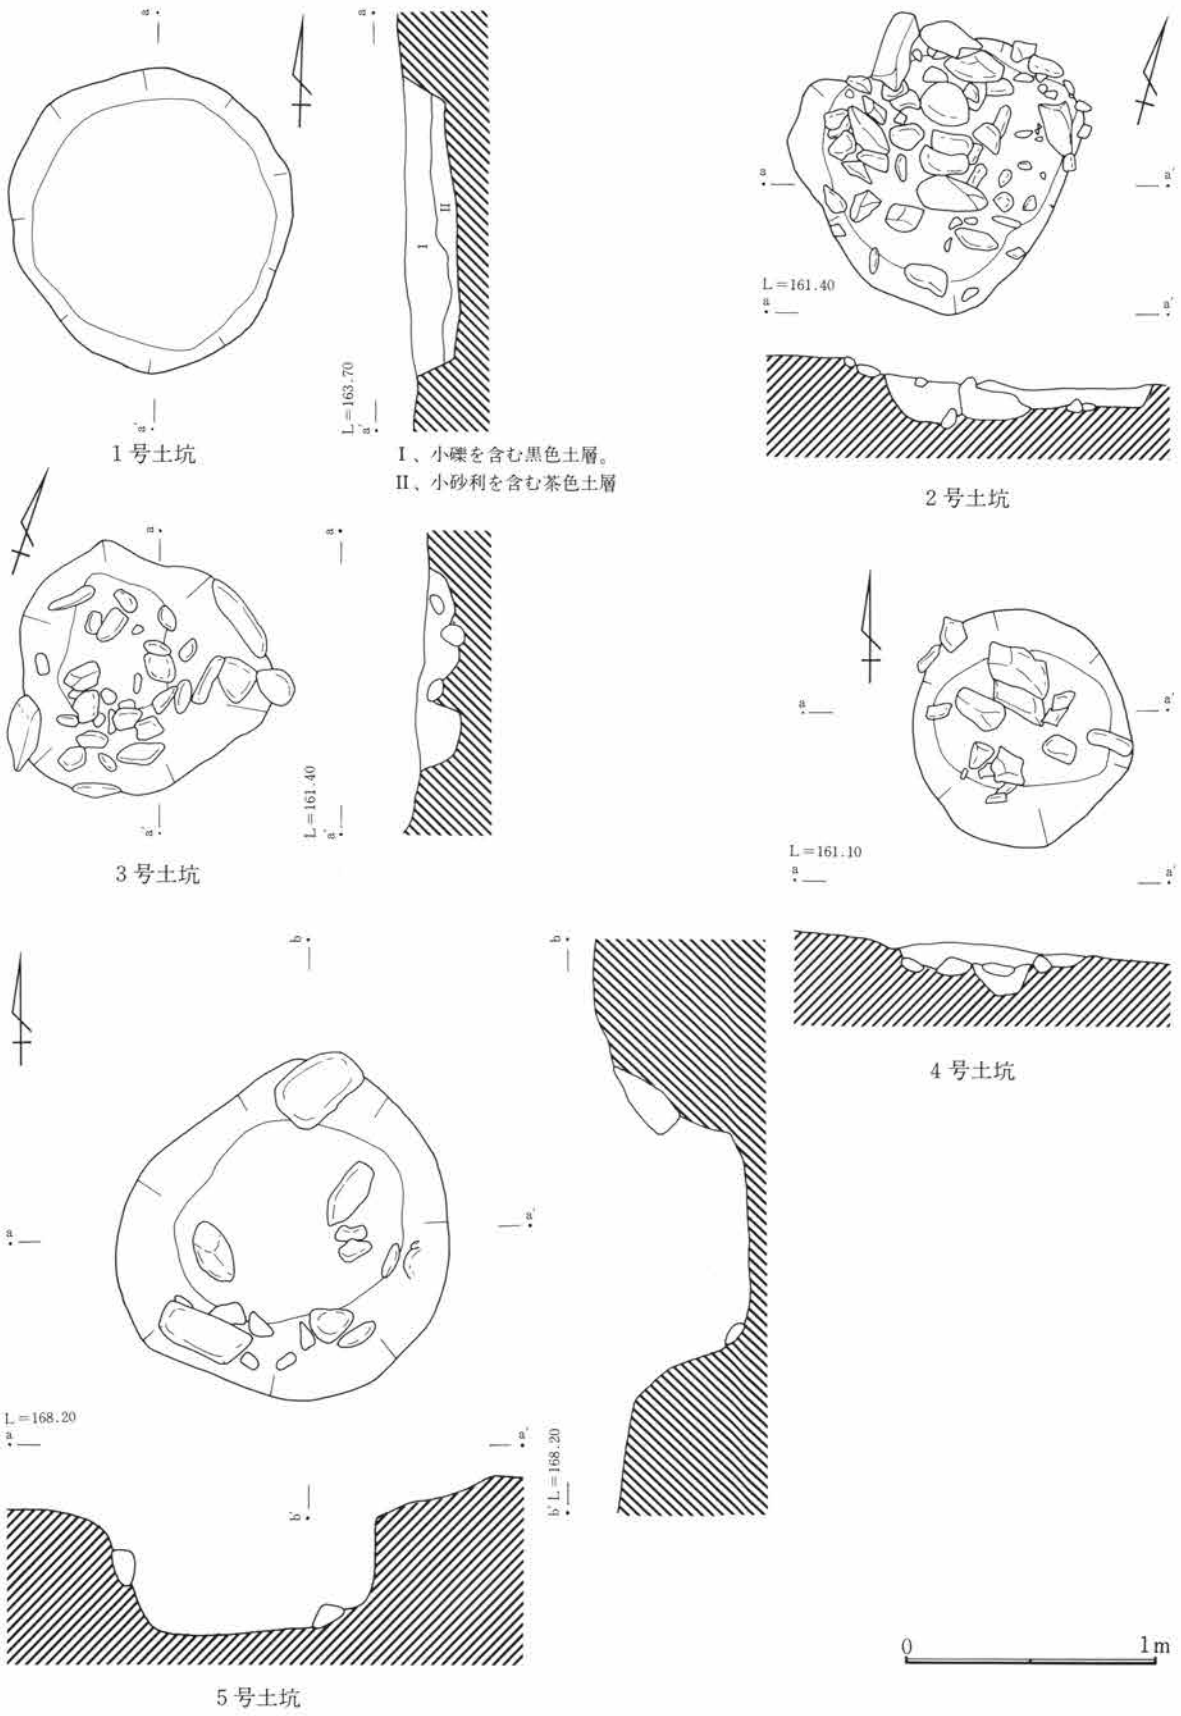 a
a
a'
L=163.70
a'
1号土坑
I、小礫を含む黒色土層。
II、小砂利を含む茶色土層
I
II
a
a'
L=161.40
a
a'
2号土坑
a
a
a'
L=161.40
a'
3号土坑
a
a'
L=161.10
a
a'
4号土坑
b
b
a
a'
L=168.20
a
a'
b'
b' L=168.20
5号土坑
0
1m